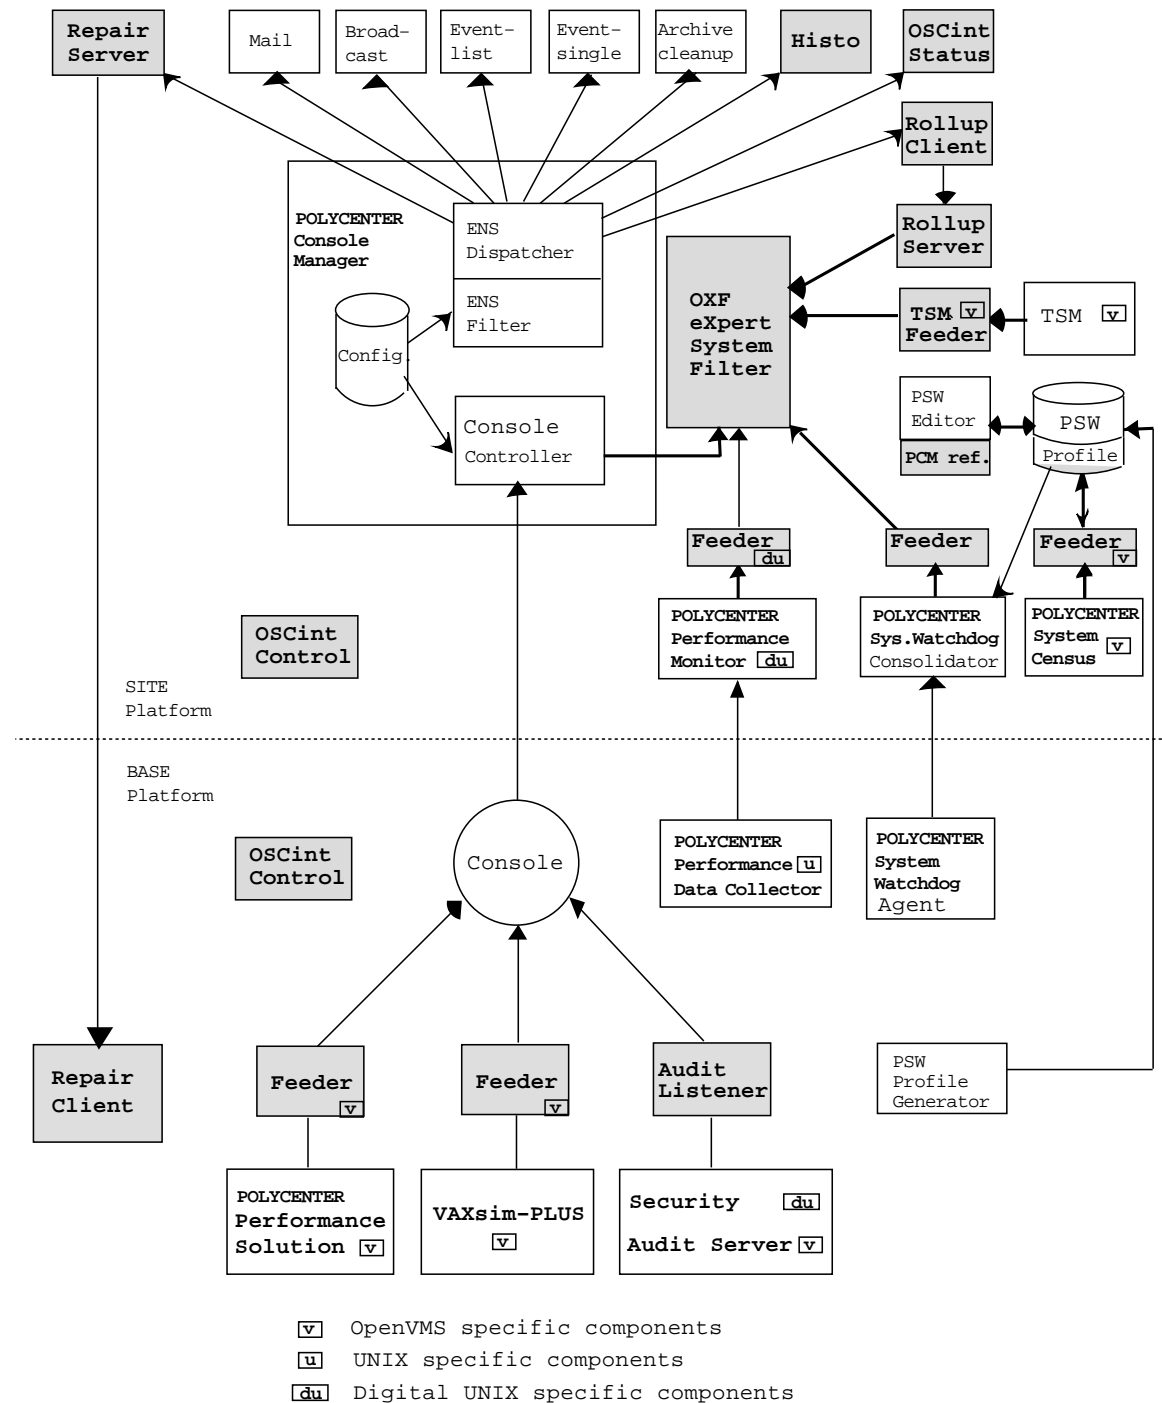 Repair
Server
Mail
Broad-
cast
Event-
list
Event-
single
Archive
cleanup
Histo
OSCint
Status
Rollup
Client
Rollup
Server
POLYCENTER
Console
Manager
ENS
Dispatcher
ENS
Filter
Config.
Console
Controller
OXF
eXpert
System
Filter
TSM v
Feeder
TSM v
PSW
Editor
PCM ref.
PSW
Profile
Feeder
du
Feeder
Feeder
v
POLYCENTER
Performance
Monitor du
POLYCENTER
Sys.Watchdog
Consolidator
POLYCENTER
System
Census v
OSCint
Control
SITE
Platform
BASE
Platform
OSCint
Control
Console
POLYCENTER
Performance u
Data Collector
POLYCENTER
System
Watchdog
Agent
Repair
Client
Feeder
v
Feeder
v
Audit
Listener
PSW
Profile
Generator
POLYCENTER
Performance
Solution v
VAXsim-PLUS
v
Security du
Audit Server v
v OpenVMS specific components
u UNIX specific components
du Digital UNIX specific components